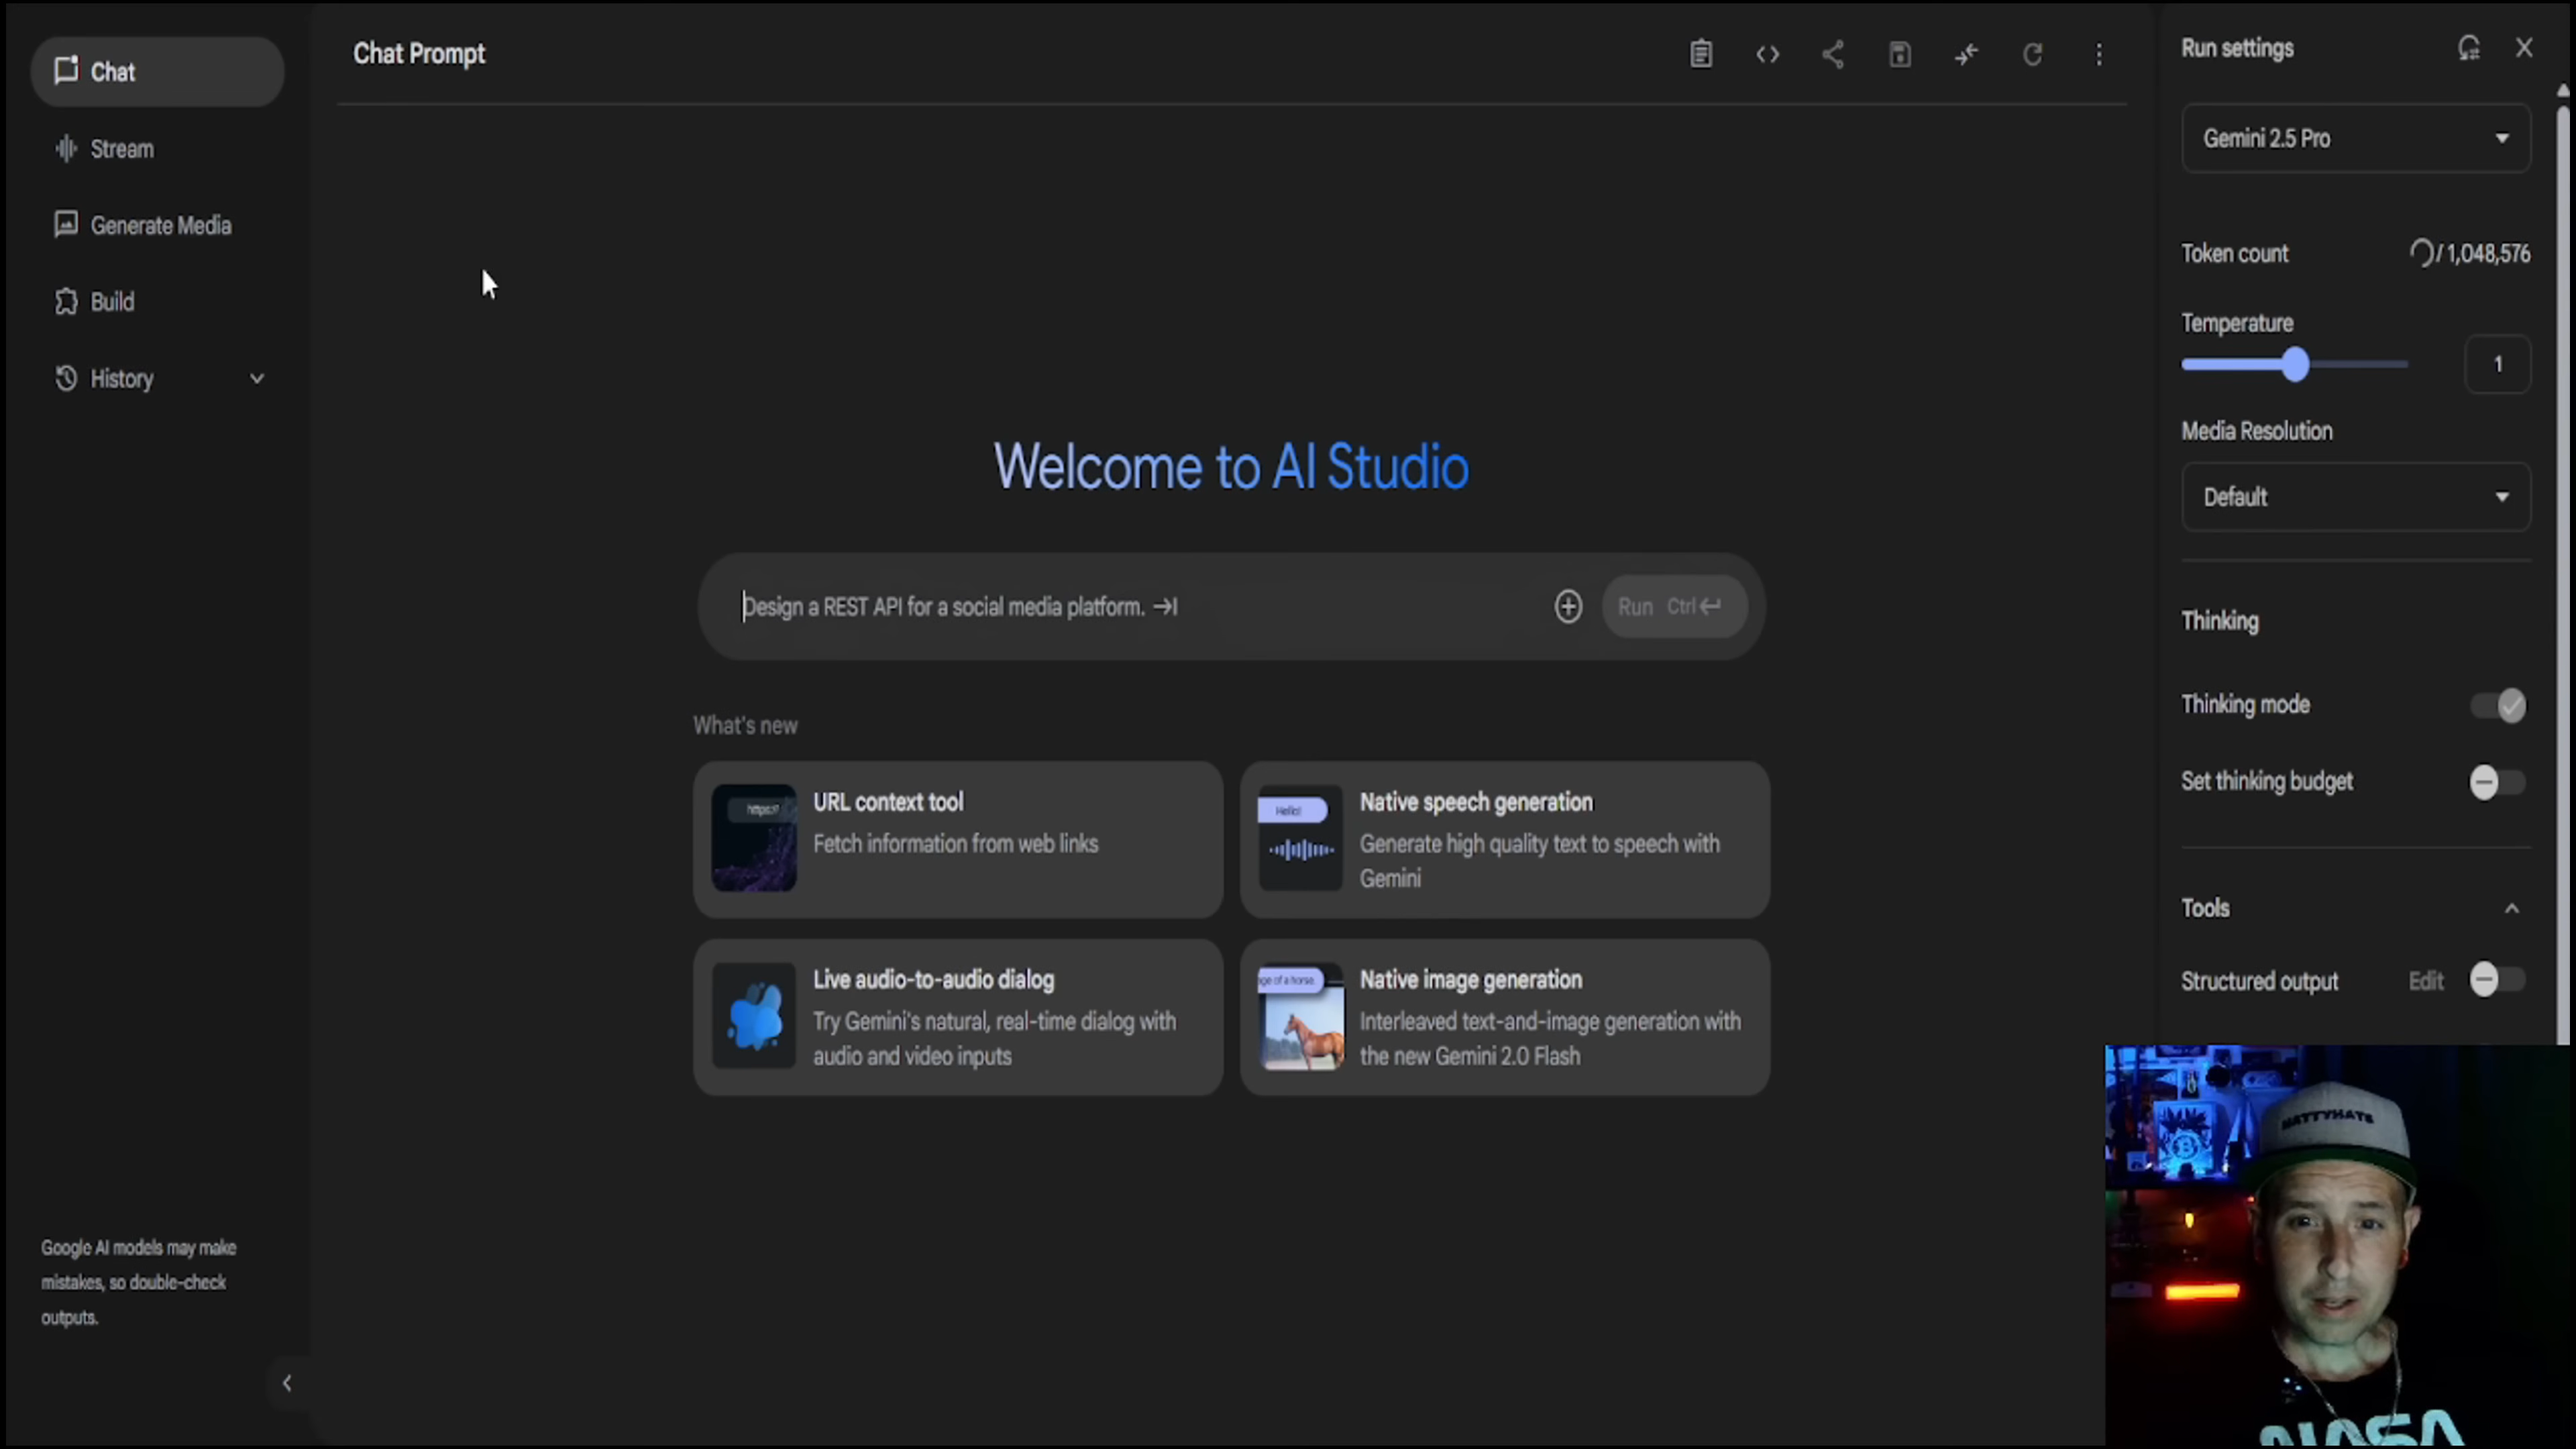 Chat
Stream
Generate Media
Build
History
Google AI models may make
mistakes, so double-check
outputs.
Chat Prompt
Welcome to AI Studio
Design a REST API for a social media platform.
Run Ctrl
What's new
https://
URL context tool
Fetch information from web links
Hello!
Native speech generation
Generate high quality text to speech with
Gemini
Live audio-to-audio dialog
Try Gemini's natural, real-time dialog with
audio and video inputs
ge of a horse.
Native image generation
Interleaved text-and-image generation with
the new Gemini 2.0 Flash
Run settings
Gemini 2.5 Pro
Token count
/ 1,048,576
Temperature
1
Media Resolution
Default
Thinking
Thinking mode
Set thinking budget
Tools
Structured output Edit
NASA